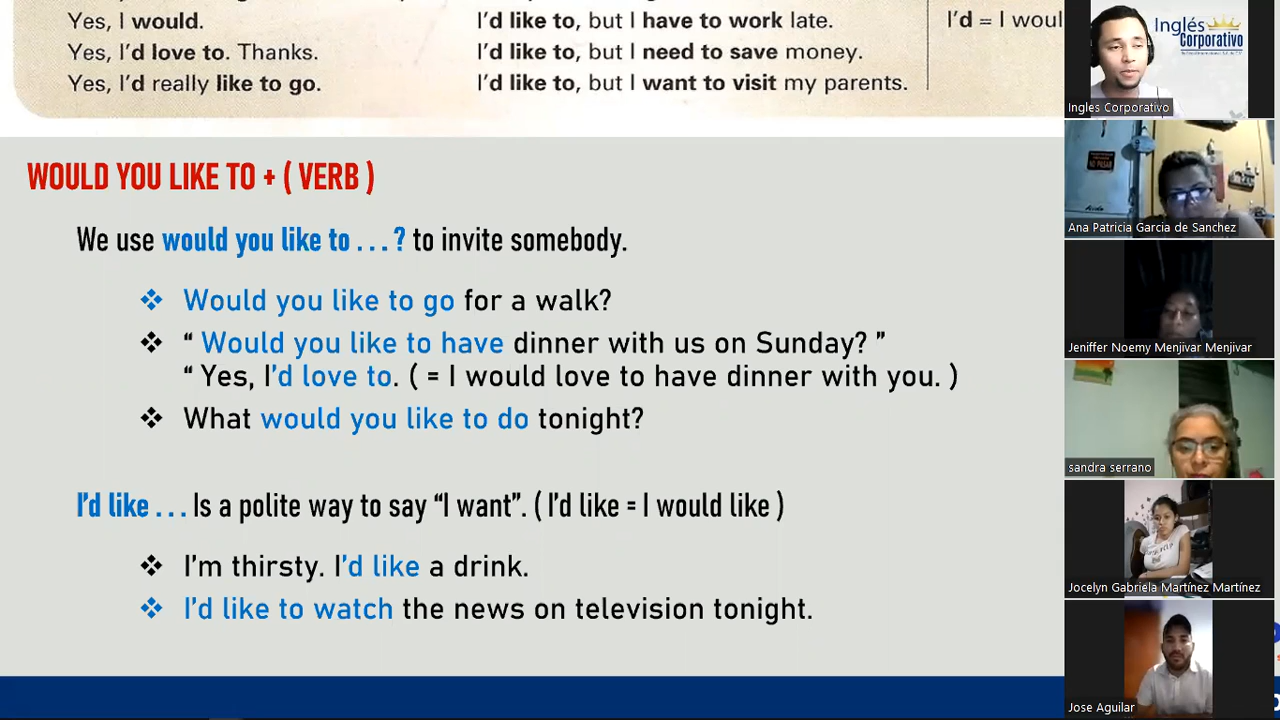 Yes, I would.
I'd like to, but I have to work late.
I'd = I woul
Yes, I'd love to. Thanks.
I'd like to, but I need to save money.
Yes, I'd really like to go.
I'd like to, but I want to visit my parents.
WOULD YOU LIKE TO + ( VERB )
We use would you like to . . . ? to invite somebody.
❖ Would you like to go for a walk?
❖ “ Would you like to have dinner with us on Sunday? ”
“ Yes, I'd love to. ( = I would love to have dinner with you. )
❖ What would you like to do tonight?
I'd like . . . Is a polite way to say “I want”. ( I'd like = I would like )
❖ I'm thirsty. I'd like a drink.
❖ I'd like to watch the news on television tonight.
Inglés
Corporativo
Ingles Corporativo
NO PASAR
Ana Patricia Garcia de Sanchez
Jeniffer Noemy Menjivar Menjivar
sandra serrano
Jocelyn Gabriela Martínez Martínez
Jose Aguilar